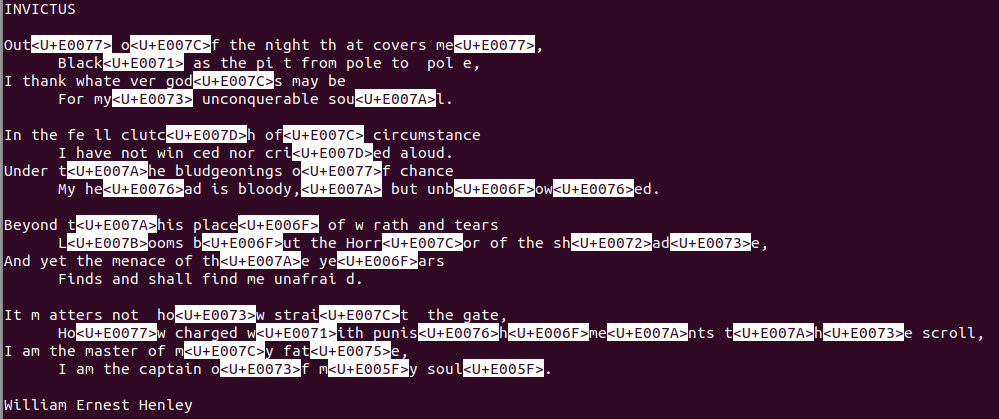 INVICTUS
Out<U+E0077> o<U+E007C>f the night th at covers me<U+E0077>,
Black<U+E0071> as the pi t from pole to  pol e,
I thank whate ver god<U+E007C>s may be
For my<U+E0073> unconquerable sou<U+E007A>l.
In the fe ll clutc<U+E007D>h of<U+E007C> circumstance
I have not win ced nor cri<U+E007D>ed aloud.
Under t<U+E007A>he bludgeonings o<U+E0077>f chance
My he<U+E0076>ad is bloody,<U+E007A> but unb<U+E006F>ow<U+E0076>ed.
Beyond t<U+E007A>his place<U+E006F> of w rath and tears
L<U+E007B>ooms b<U+E006F>ut the Horr<U+E007C>or of the sh<U+E0072>ad<U+E0073>e,
And yet the menace of th<U+E007A>e ye<U+E006F>ars
Finds and shall find me unafrai d.
It m atters not  ho<U+E0073>w strai<U+E007C>t  the gate,
Ho<U+E0077>w charged w<U+E0071>ith punis<U+E0076>h<U+E006F>me<U+E007A>nts t<U+E007A>h<U+E0073>e scroll,
I am the master of m<U+E007C>y fat<U+E0075>e,
I am the captain o<U+E0073>f m<U+E005F>y soul<U+E005F>.
William Ernest Henley